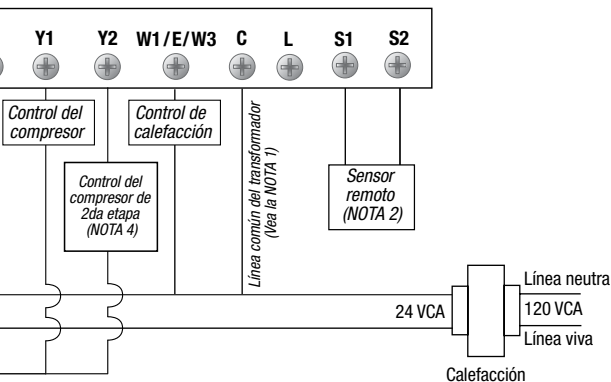 Y1 Y2 W1/E/W3 C L S1 S2
Control del
compresor
Control de
calefacción
Control del
compresor de
2da etapa
(NOTA 4)
Línea común del transformador
(Vea la NOTA 1)
Sensor
remoto
(NOTA 2)
24 VCA
Línea neutra
120 VCA
Línea viva
Calefacción